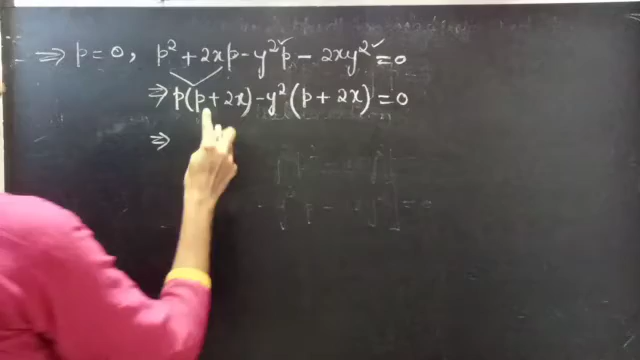 ⇒ p = 0, p² + 2xp - y²p - 2xy² = 0
⇒ p(p + 2x) - y²(p + 2x) = 0
⇒